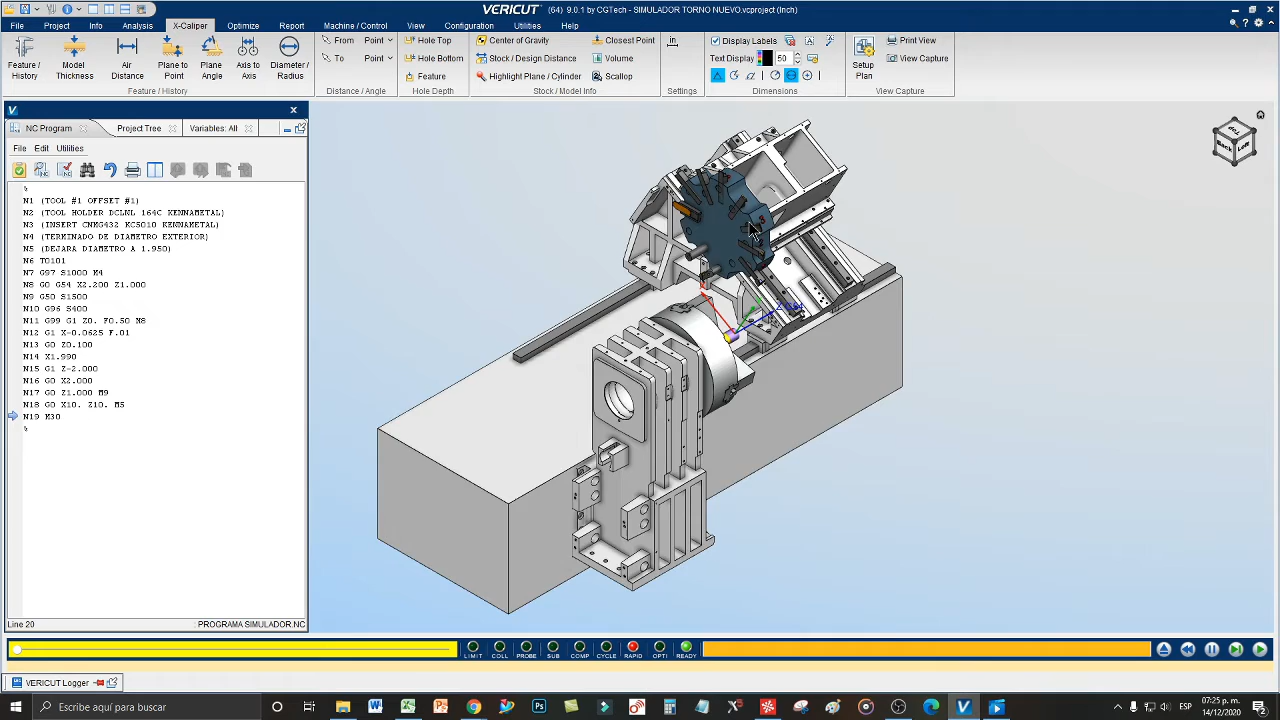 VERICUT (64) 9.0.1 by CGTech - SIMULADOR TORNO NUEVO.vcproject (Inch)
File Project Info Analysis X-Caliper Optimize Report Machine / Control View Configuration Utilities Help
Feature / History
Model Thickness
Air Distance
Plane to Point
Plane Angle
Axis to Axis
Diameter / Radius
Feature / History
From Point
To Point
Distance / Angle
Hole Top
Hole Bottom
Feature
Hole Depth
Center of Gravity
Stock / Design Distance
Highlight Plane / Cylinder
Closest Point
Volume
Scallop
Stock / Model Info
in
Settings
Display Labels
Text Display 50
Dimensions
Setup Plan
Print View
View Capture
View Capture
NC Program Project Tree Variables: All
File Edit Utilities
%
N1 (TOOL #1 OFFSET #1)
N2 (TOOL HOLDER DCLNL 164C KENNAMETAL)
N3 (INSERT CNMG432 KC5010 KENNAMETAL)
N4 (TERMINADO DE DIAMETRO EXTERIOR)
N5 (DEJARA DIAMETRO A 1.950)
N6 T0101
N7 G97 S1000 M4
N8 G0 G54 X2.200 Z1.000
N9 G50 S1500
N10 G96 S400
N11 G99 G1 Z0. F0.50 M8
N12 G1 X-0.0625 F.01
N13 G0 Z0.100
N14 X1.990
N15 G1 Z-2.000
N16 G0 X2.000
N17 G0 Z1.000 M9
N18 G0 X10. Z10. M5
N19 M30
%
Line 20 : PROGRAMA SIMULADOR.NC
BACK LEFT
LIMIT COLL PROBE SUB COMP CYCLE RAPID OPTI READY
VERICUT Logger
Escribe aquí para buscar
ESP
07:25 p. m.
14/12/2020